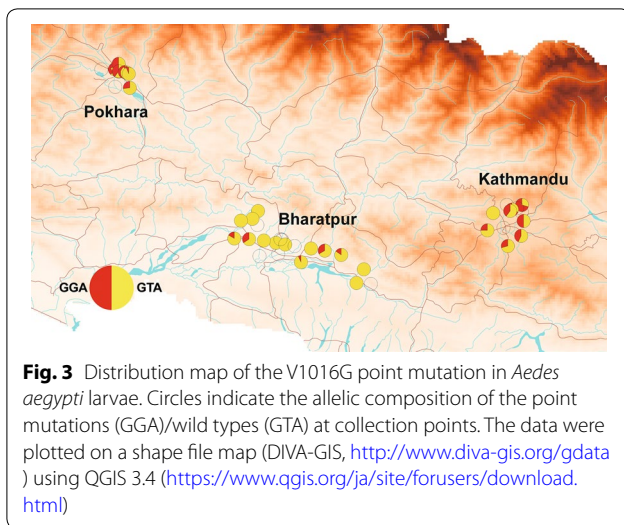 Pokhara
Kathmandu
Bharatpur
GGA GTA
Fig. 3 Distribution map of the V1016G point mutation in Aedes
aegypti larvae. Circles indicate the allelic composition of the point
mutations (GGA)/wild types (GTA) at collection points. The data were
plotted on a shape file map (DIVA-GIS, http://www.diva-gis.org/gdata
) using QGIS 3.4 (https://www.qgis.org/ja/site/forusers/download.
html)